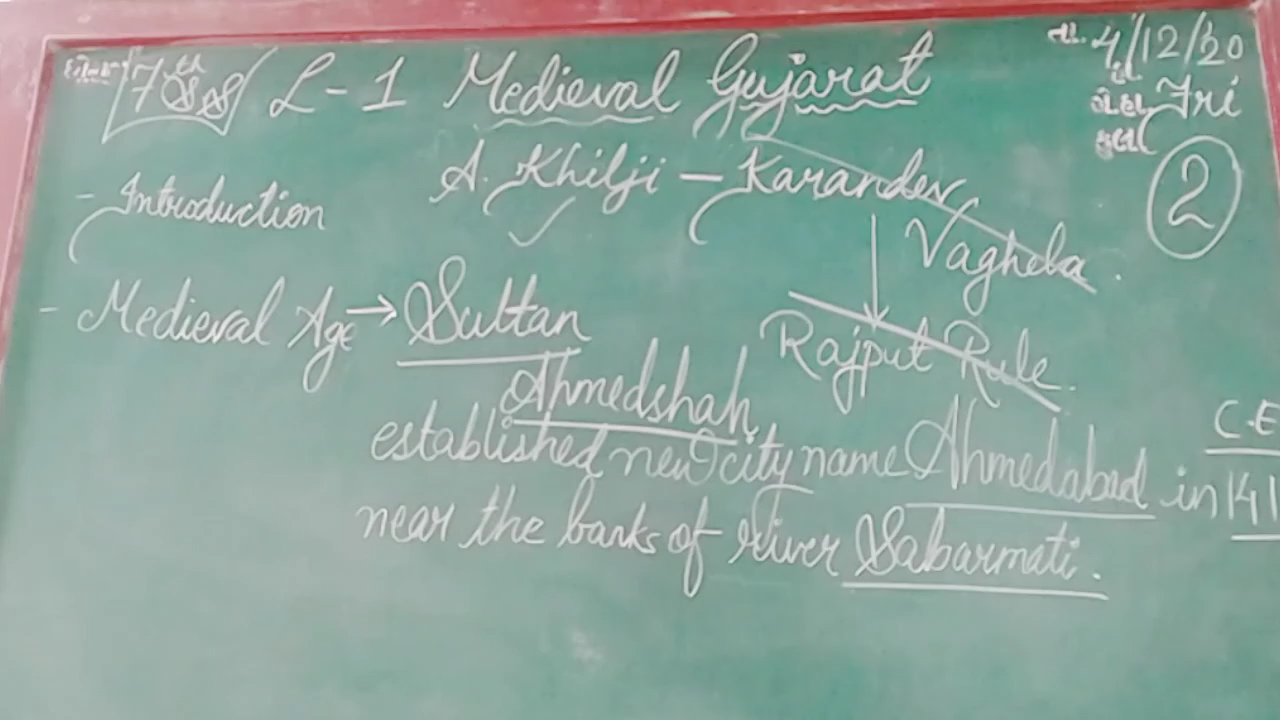 7th SS L-1 Medieval Gujarat
તા. 4/12/20
Fri
2
A. Khilji – Karandev
- Introduction
Vaghela.
- Medieval Age → Sultan
Rajput Rule.
Ahmedshah
C.E
established new city name Ahmedabad in 141
near the banks of river Sabarmati.